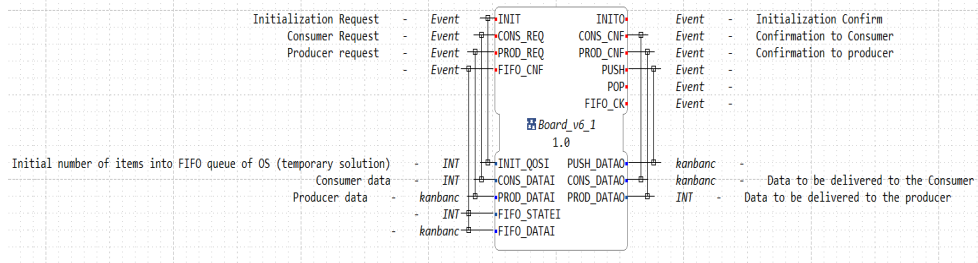 Initialization Request - Event INIT INITO Event - Initialization Confirm
Consumer Request - Event CONS_REQ CONS_CNF Event - Confirmation to Consumer
Producer request - Event PROD_REQ PROD_CNF Event - Confirmation to producer
- Event FIFO_CNF PUSH Event -
POP Event -
FIFO_CK Event -
Board_v6_1
1.0
Initial number of items into FIFO queue of OS (temporary solution) - INT INIT_QOSI PUSH_DATAO kanbanc -
Consumer data - INT CONS_DATAI CONS_DATAO kanbanc - Data to be delivered to the Consumer
Producer data - kanbanc PROD_DATAI PROD_DATAO INT - Data to be delivered to the producer
- INT FIFO_STATEI
- kanbanc FIFO_DATAI